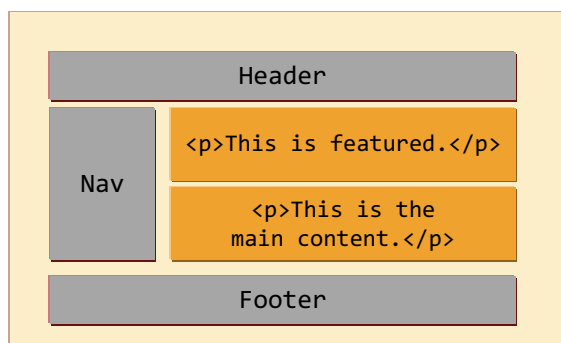 Header
Nav
<p>This is featured.</p>
<p>This is the
main content.</p>
Footer